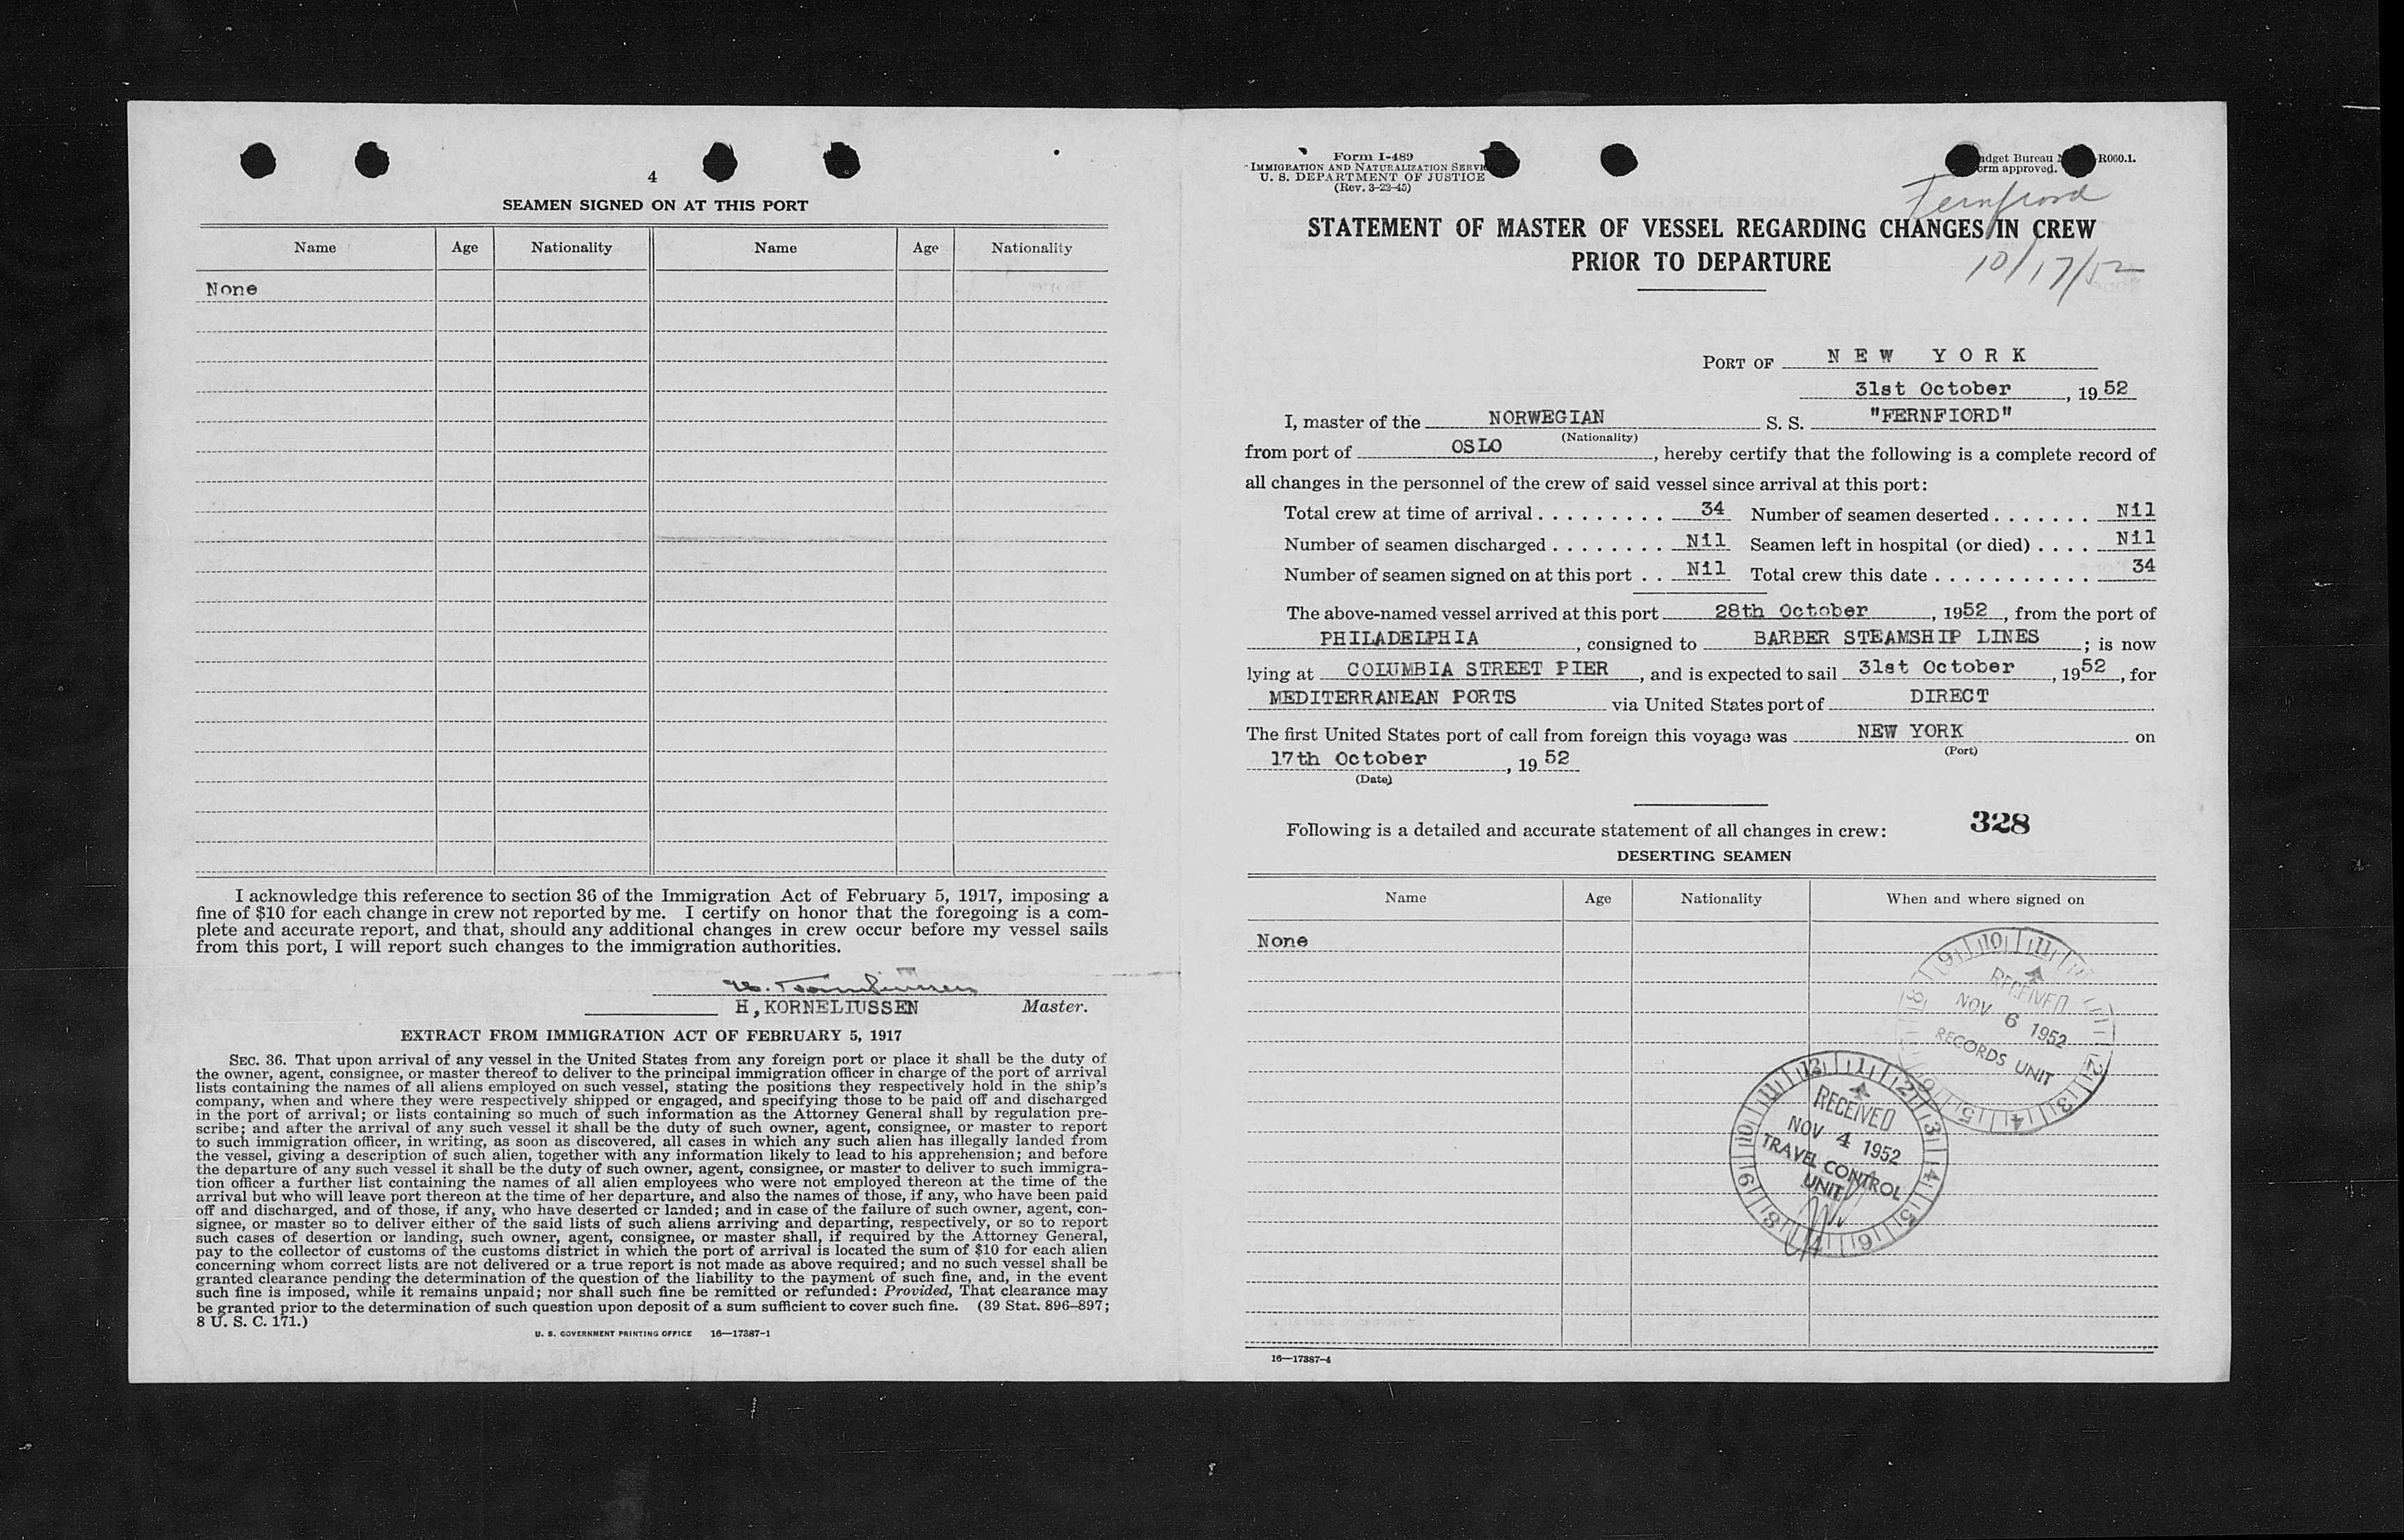 4
SEAMEN SIGNED ON AT THIS PORT
Name Age Nationality Name Age Nationality
None
I acknowledge this reference to section 36 of the Immigration Act of February 5, 1917, imposing a
fine of $10 for each change in crew not reported by me. I certify on honor that the foregoing is a com-
plete and accurate report, and that, should any additional changes in crew occur before my vessel sails
from this port, I will report such changes to the immigration authorities.
H,KORNELIUSSEN Master.
EXTRACT FROM IMMIGRATION ACT OF FEBRUARY 5, 1917
SEC. 36. That upon arrival of any vessel in the United States from any foreign port or place it shall be the duty of
the owner, agent, consignee, or master thereof to deliver to the principal immigration officer in charge of the port of arrival
lists containing the names of all aliens employed on such vessel, stating the positions they respectively hold in the ship's
company, when and where they were respectively shipped or engaged, and specifying those to be paid off and discharged
in the port of arrival; or lists containing so much of such information as the Attorney General shall by regulation pre-
scribe; and after the arrival of any such vessel it shall be the duty of such owner, agent, consignee, or master to report
to such immigration officer, in writing, as soon as discovered, all cases in which any such alien has illegally landed from
the vessel, giving a description of such alien, together with any information likely to lead to his apprehension; and before
the departure of any such vessel it shall be the duty of such owner, agent, consignee, or master to deliver to such immigra-
tion officer a further list containing the names of all alien employees who were not employed thereon at the time of the
arrival but who will leave port thereon at the time of her departure, and also the names of those, if any, who have been paid
off and discharged, and of those, if any, who have deserted or landed; and in case of the failure of such owner, agent, con-
signee, or master so to deliver either of the said lists of such aliens arriving and departing, respectively, or so to report
such cases of desertion or landing, such owner, agent, consignee, or master shall, if required by the Attorney General,
pay to the collector of customs of the customs district in which the port of arrival is located the sum of $10 for each alien
concerning whom correct lists are not delivered or a true report is not made as above required; and no such vessel shall be
granted clearance pending the determination of the question of the liability to the payment of such fine, and, in the event
such fine is imposed, while it remains unpaid; nor shall such fine be remitted or refunded: Provided, That clearance may
be granted prior to the determination of such question upon deposit of a sum sufficient to cover such fine. (39 Stat. 896–897;
8 U. S. C. 171.)
U. S. GOVERNMENT PRINTING OFFICE 16—17387-1
Form I-489
IMMIGRATION AND NATURALIZATION SERVI
U. S. DEPARTMENT OF JUSTICE
(Rev. 3-22-45)
dget Bureau R060.1.
orm approved.
Fernfiord
STATEMENT OF MASTER OF VESSEL REGARDING CHANGES IN CREW
PRIOR TO DEPARTURE
10/17/52
PORT OF NEW YORK
31st October, 1952
I, master of the NORWEGIAN S. S. "FERNFIORD"
(Nationality)
from port of OSLO, hereby certify that the following is a complete record of
all changes in the personnel of the crew of said vessel since arrival at this port:
Total crew at time of arrival . . . . . . . . . 34 Number of seamen deserted . . . . . . . Nil
Number of seamen discharged . . . . . . . . Nil Seamen left in hospital (or died) . . . . Nil
Number of seamen signed on at this port . . Nil Total crew this date . . . . . . . . . . . 34
The above-named vessel arrived at this port 28th October, 1952, from the port of
PHILADELPHIA, consigned to BARBER STEAMSHIP LINES; is now
lying at COLUMBIA STREET PIER, and is expected to sail 31st October, 1952, for
MEDITERRANEAN PORTS via United States port of DIRECT
The first United States port of call from foreign this voyage was NEW YORK on
(Port)
17th October, 1952
(Date)
328
Following is a detailed and accurate statement of all changes in crew:
DESERTING SEAMEN
Name Age Nationality When and where signed on
None
RECEIVED
NOV 6 1952
RECORDS UNIT
RECEIVED
NOV 4 1952
TRAVEL CONTROL
UNIT
16—17387-4